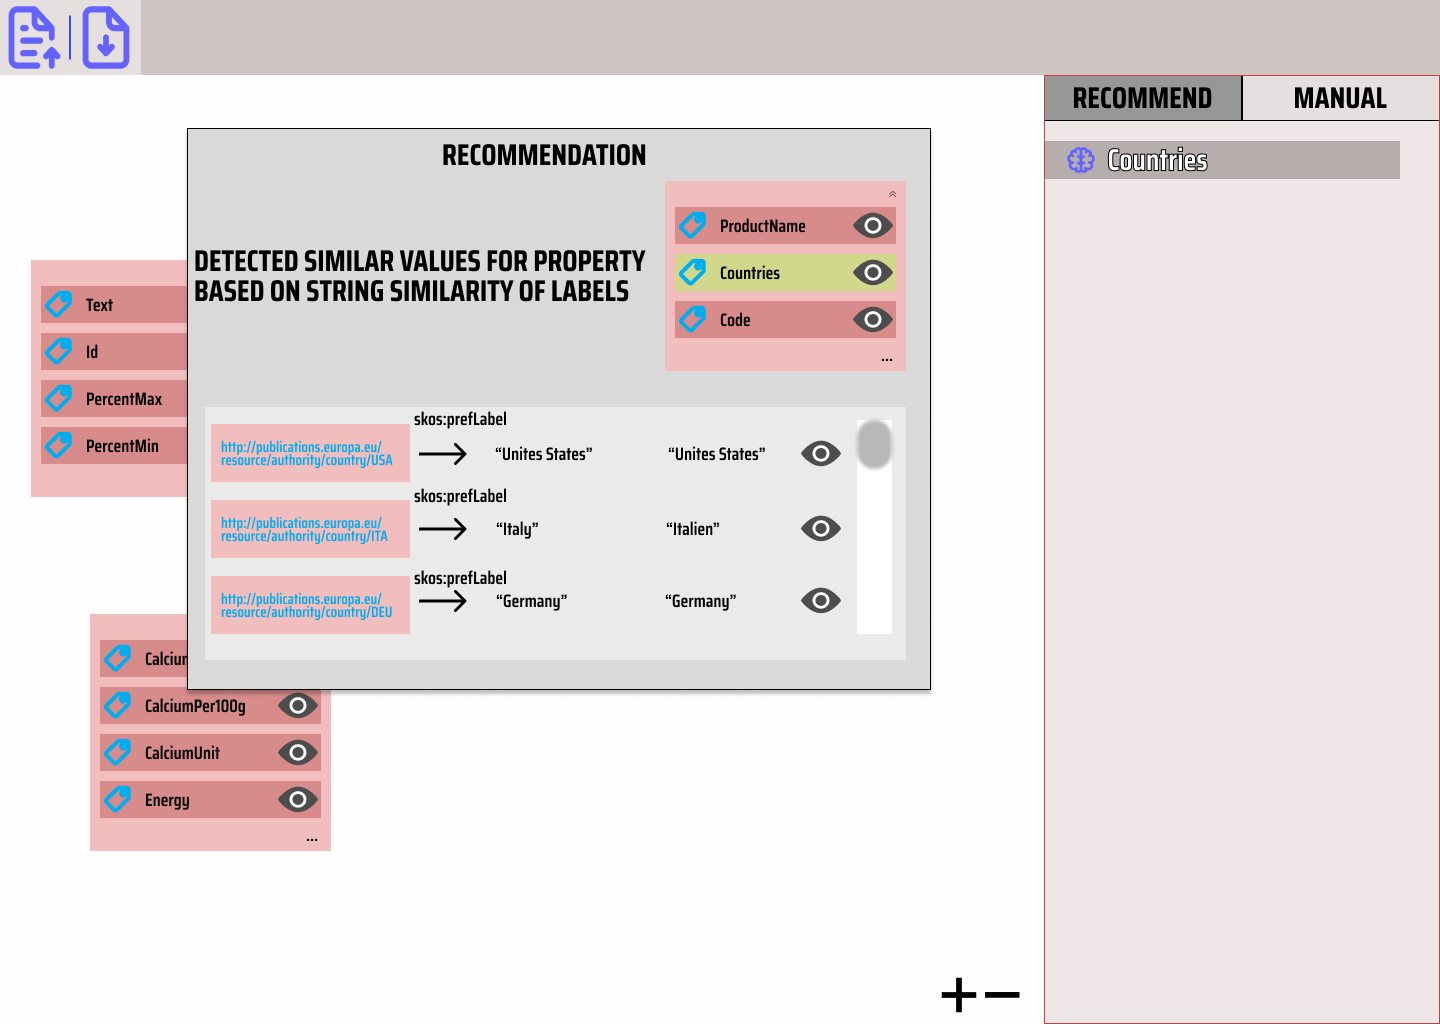 RECOMMEND
MANUAL
Countries
RECOMMENDATION
DETECTED SIMILAR VALUES FOR PROPERTY
BASED ON STRING SIMILARITY OF LABELS
ProductName
Countries
Code
...
Text
Id
PercentMax
PercentMin
skos:prefLabel
http://publications.europa.eu/
resource/authority/country/USA
“Unites States”
“Unites States”
skos:prefLabel
http://publications.europa.eu/
resource/authority/country/ITA
“Italy”
“Italien”
skos:prefLabel
http://publications.europa.eu/
resource/authority/country/DEU
“Germany”
“Germany”
Calciur
CalciumPer100g
CalciumUnit
Energy
...